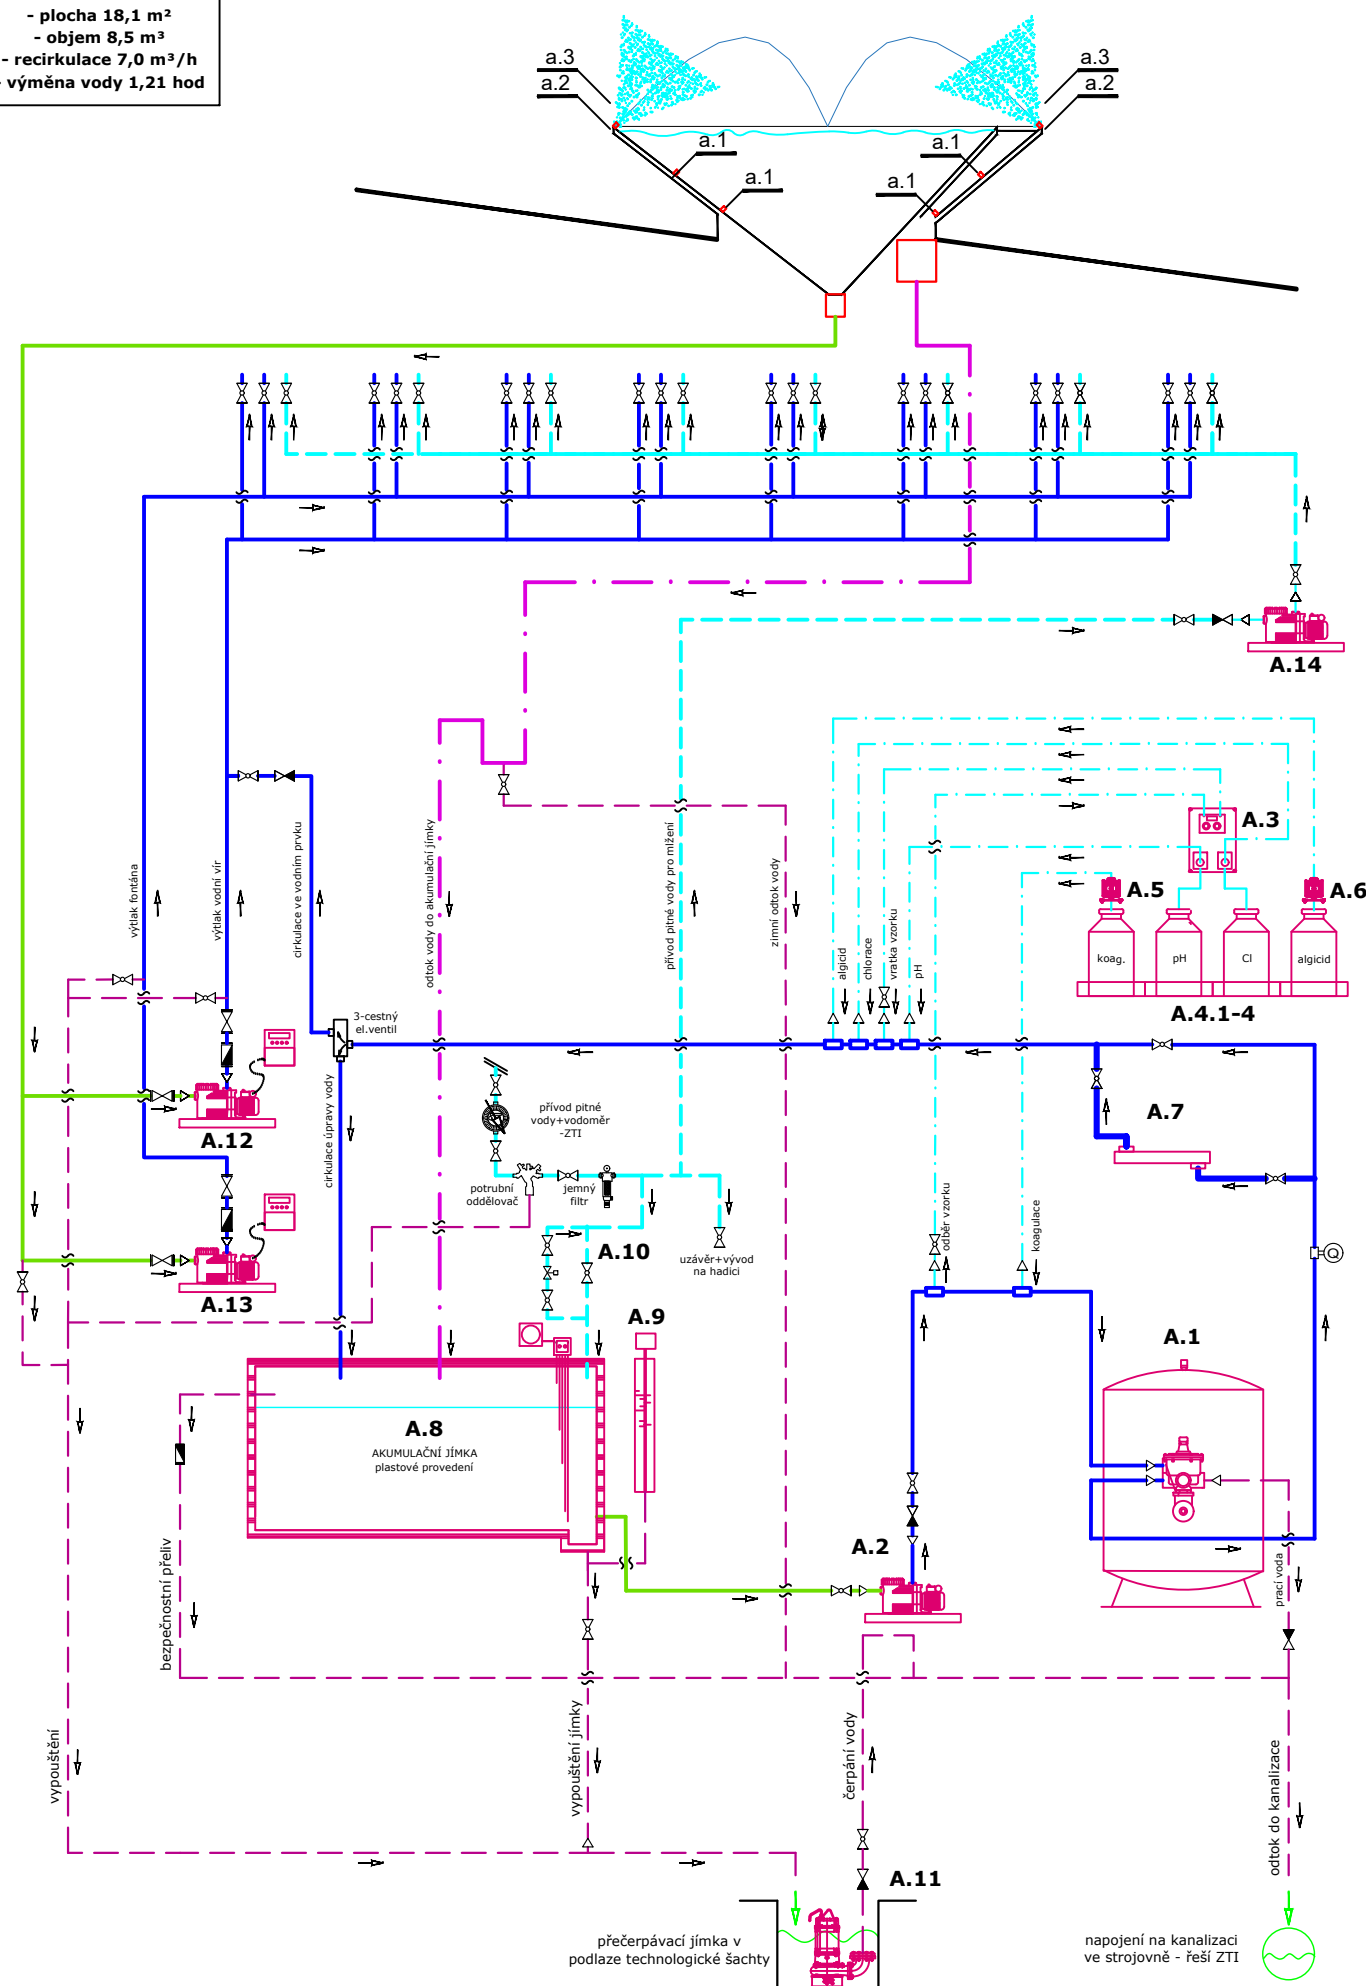 - plocha 18,1 m²
- objem 8,5 m³
- recirkulace 7,0 m³/h
- výměna vody 1,21 hod
a.3
a.2
a.3
a.2
a.1
a.1
a.1
a.1
A.14
A.3
A.5
A.6
koag.
pH
Cl
algicid
A.4.1-4
výtlak fontána
výtlak vodní vír
cirkulace ve vodním prvku
odtok vody do akumulační jímky
přívod pitné vody pro mlžení
zimní odtok vody
algicid
chlorace
vratka vzorku
pH
3-cestný
el.ventil
cirkulace úpravy vody
A.12
A.13
přívod pitné
vody+vodoměr
-ZTI
potrubní
oddělovač
jemný
filtr
A.10
uzávěr+vývod
na hadici
odběr vzorku
koagulace
A.7
Q
A.9
A.1
A.8
AKUMULAČNÍ JÍMKA
plastové provedení
A.2
prací voda
bezpečnostní přeliv
vypouštění
vypouštění jímky
čerpání vody
odtok do kanalizace
A.11
přečerpávací jímka v
podlaze technologické šachty
napojení na kanalizaci
ve strojovně - řeší ZTI